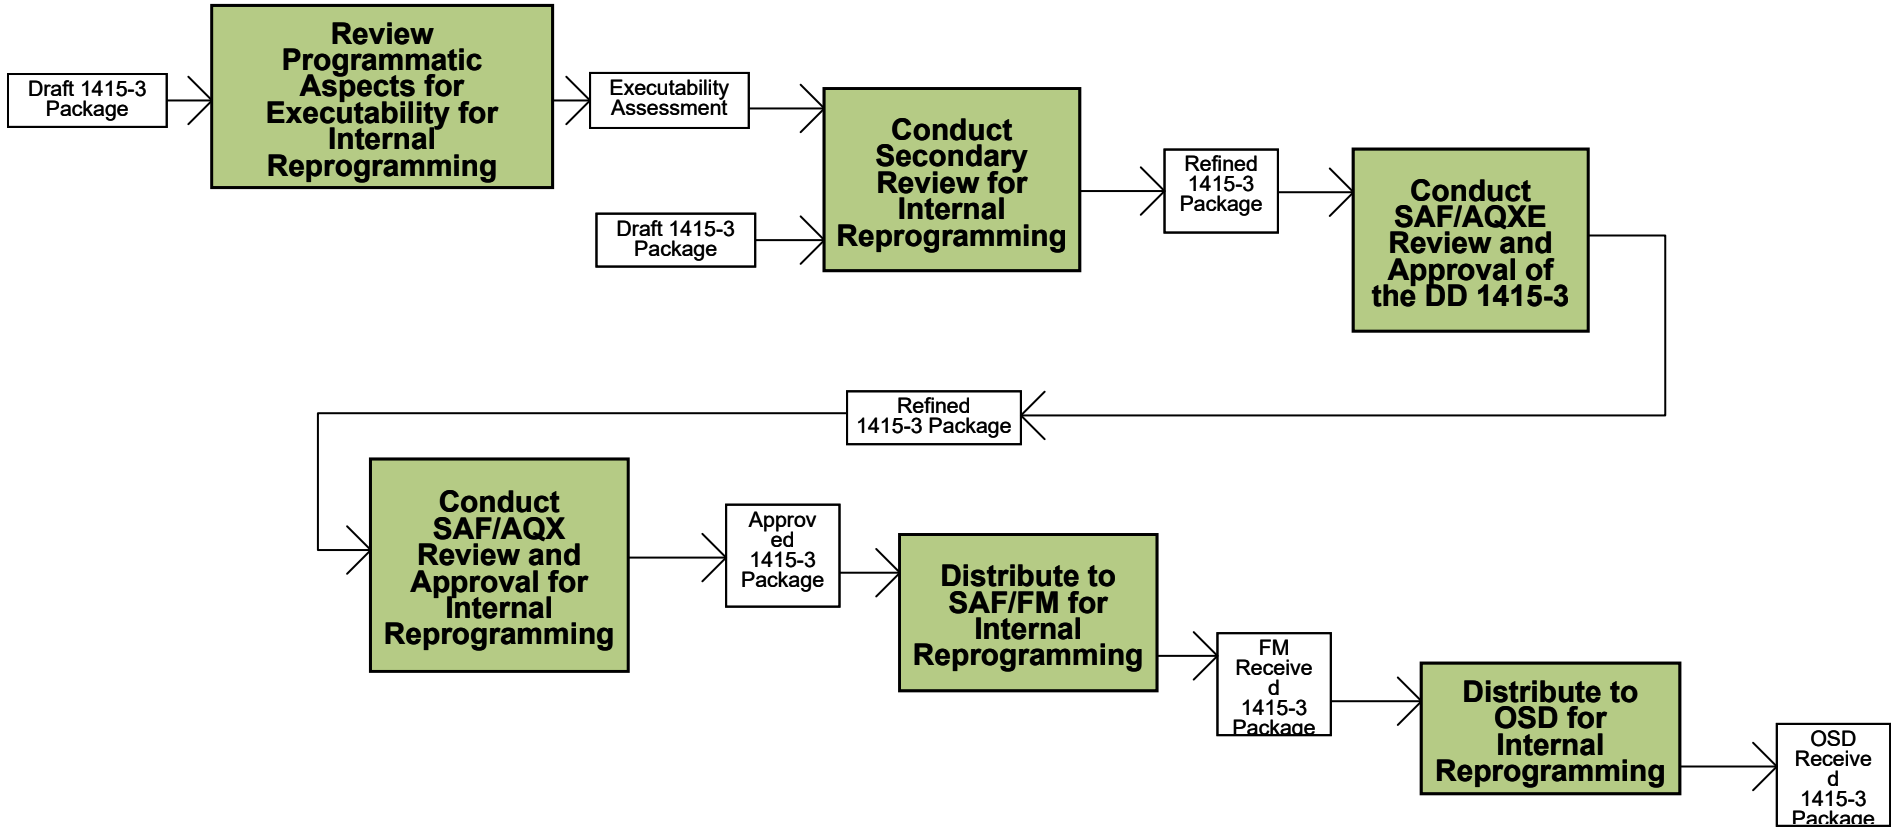 Draft 1415-3
Package
Review
Programmatic
Aspects for
Executability for
Internal
Reprogramming
Executability
Assessment
Draft 1415-3
Package
Conduct
Secondary
Review for
Internal
Reprogramming
Refined
1415-3
Package
Conduct
SAF/AQXE
Review and
Approval of
the DD 1415-3
Refined
1415-3 Package
Conduct
SAF/AQX
Review and
Approval for
Internal
Reprogramming
Approv
ed
1415-3
Package
Distribute to
SAF/FM for
Internal
Reprogramming
FM
Receive
d
1415-3
Package
Distribute to
OSD for
Internal
Reprogramming
OSD
Receive
d
1415-3
Package